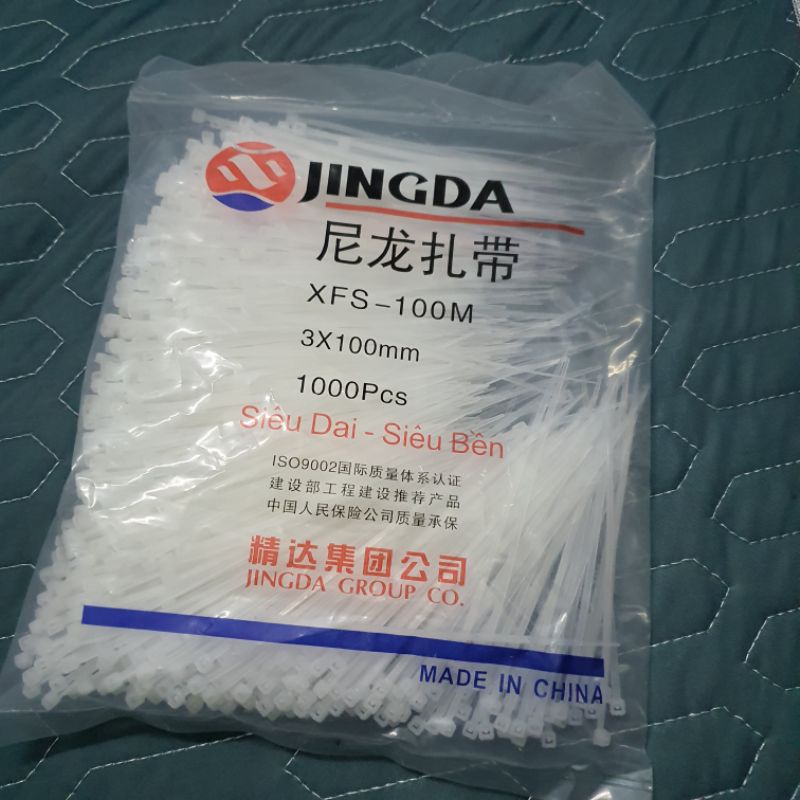 JINGDA
尼龙扎带
XFS-100M
3X100mm
1000Pcs
Siêu Dai - Siêu Bền
ISO9002国际质量体系认证
建设部工程建设推荐产品
中国人民保险公司质量承保
精达集团公司
JINGDA GROUP CO.
MADE IN CHINA